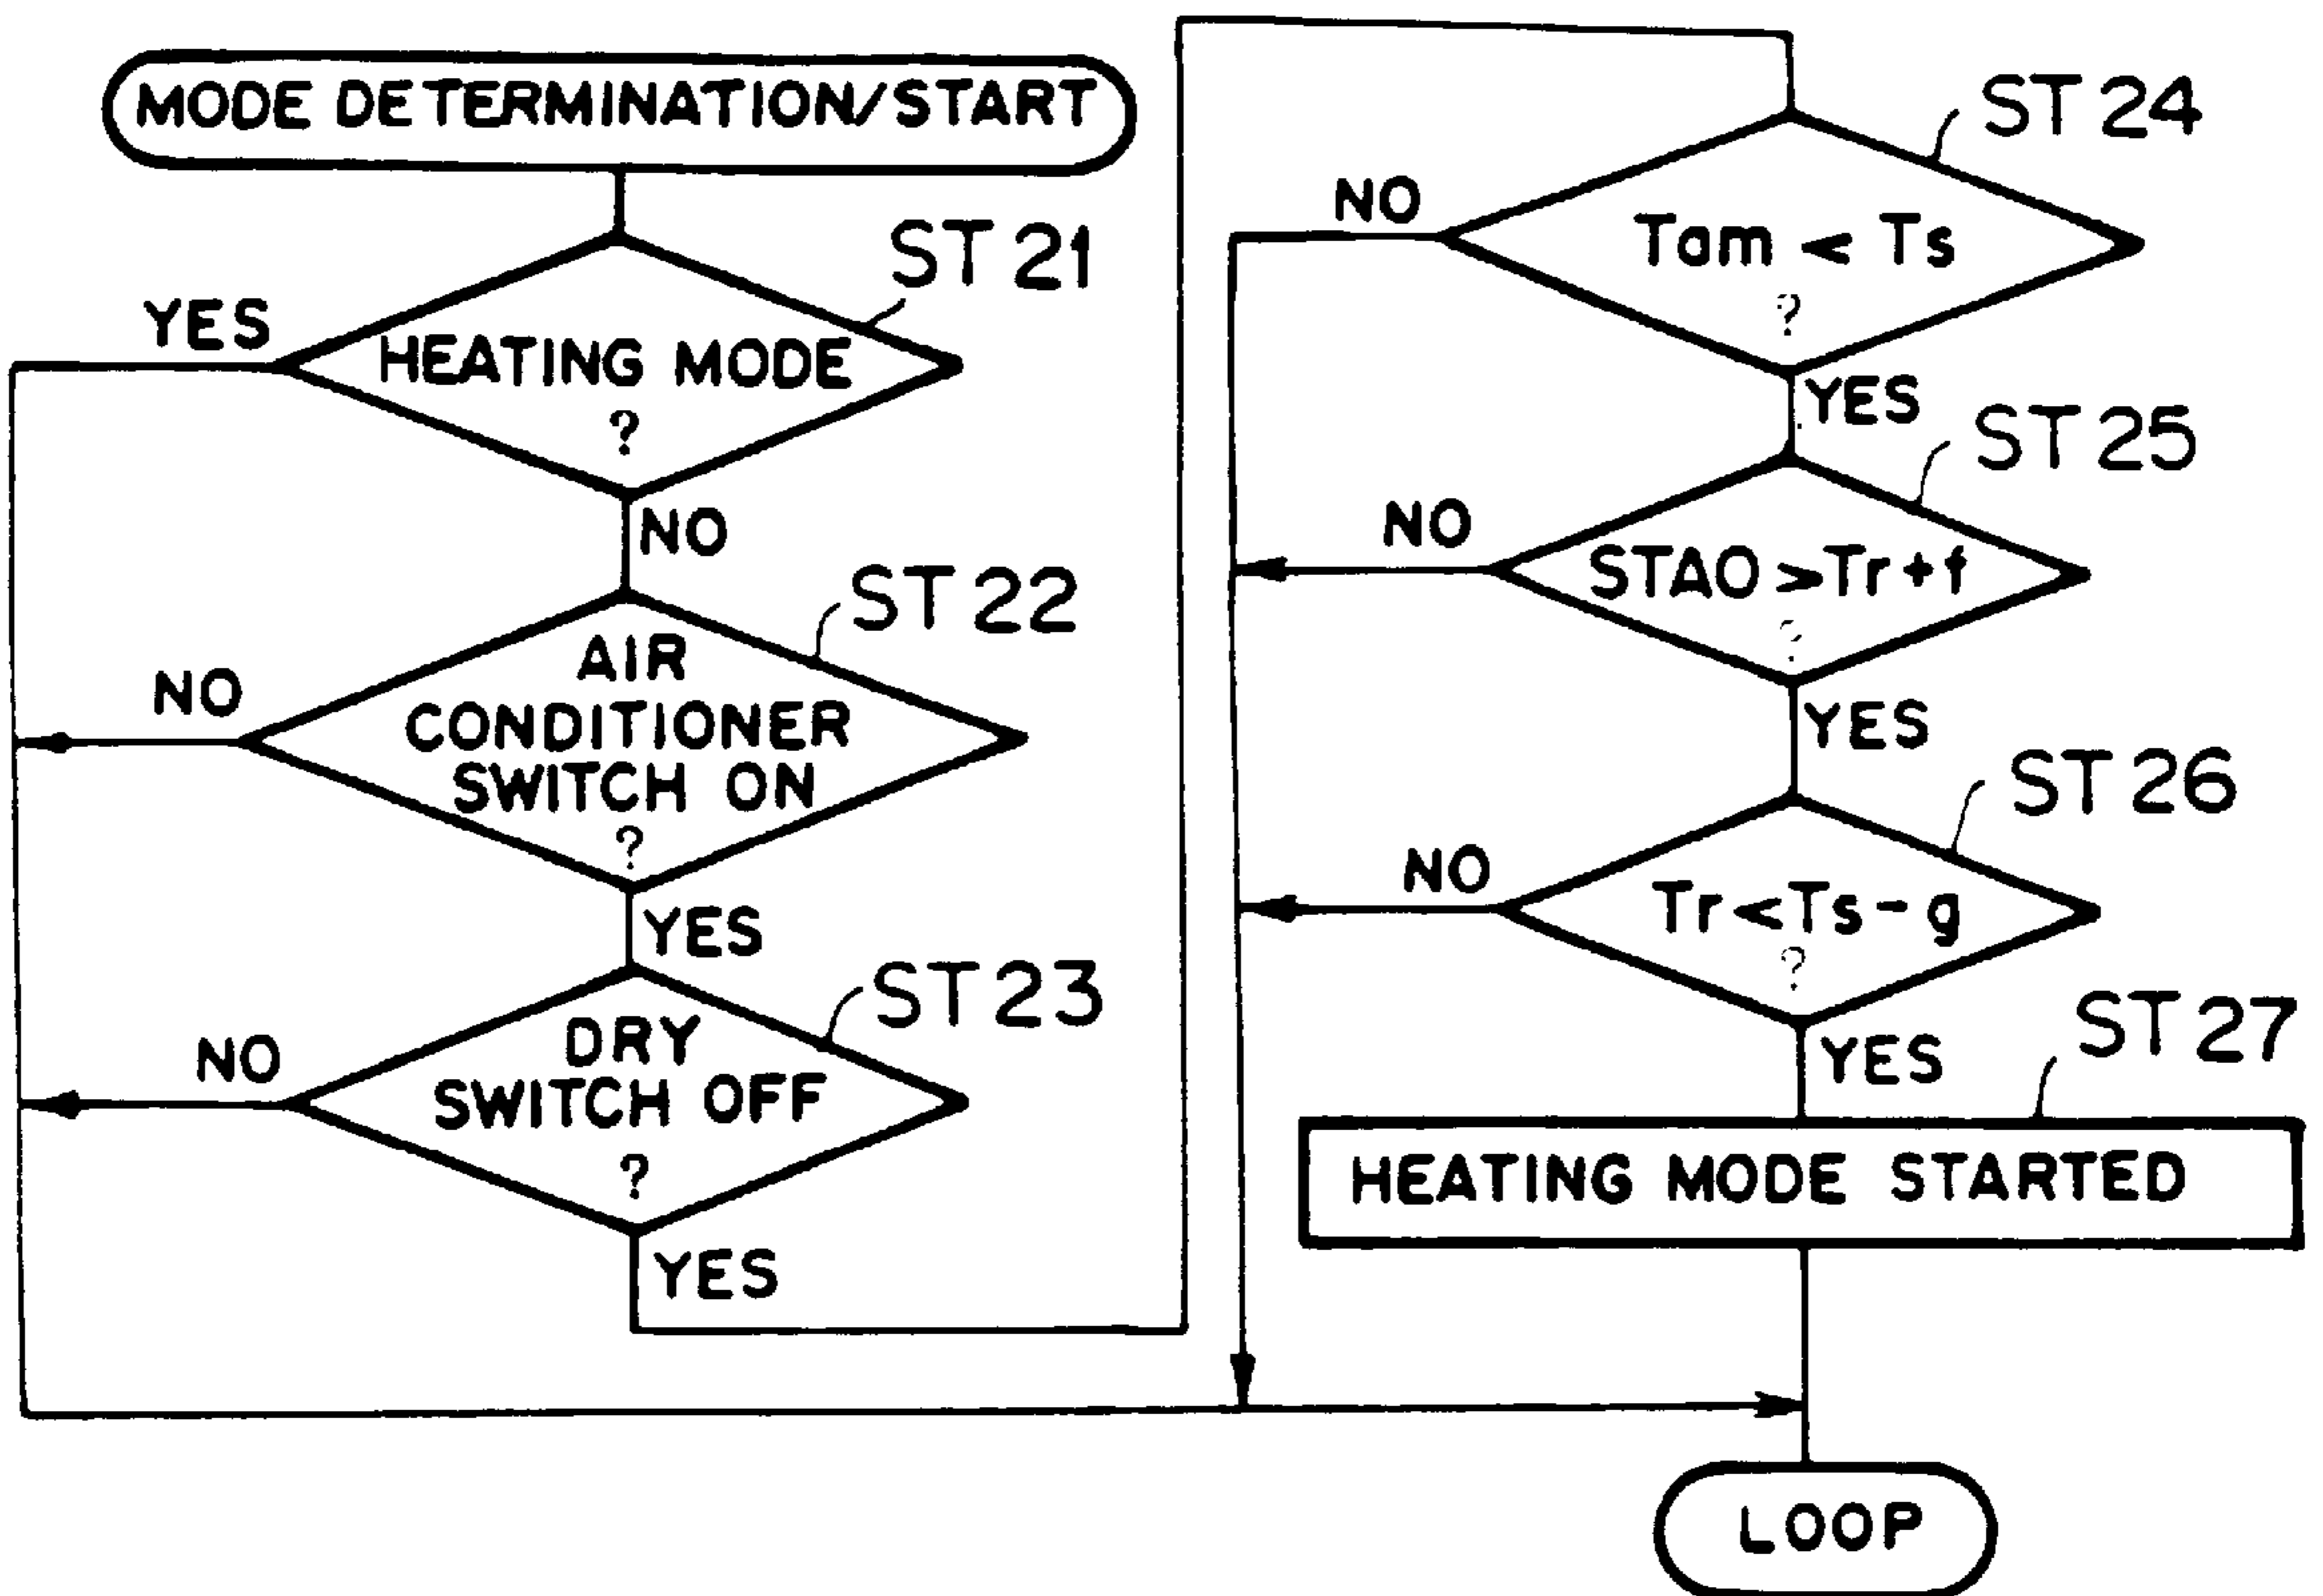 MODE DETERMINATION/START
ST 21
YES
HEATING MODE
?
NO
ST 22
AIR
CONDITIONER
SWITCH ON
?
NO
YES
ST 23
DRY
SWITCH OFF
?
NO
YES
ST 24
NO
Tam < Ts
?
YES
ST 25
NO
STAO >Tr+f
?
YES
ST 26
NO
Tr<Ts-g
?
YES
ST 27
HEATING MODE STARTED
LOOP